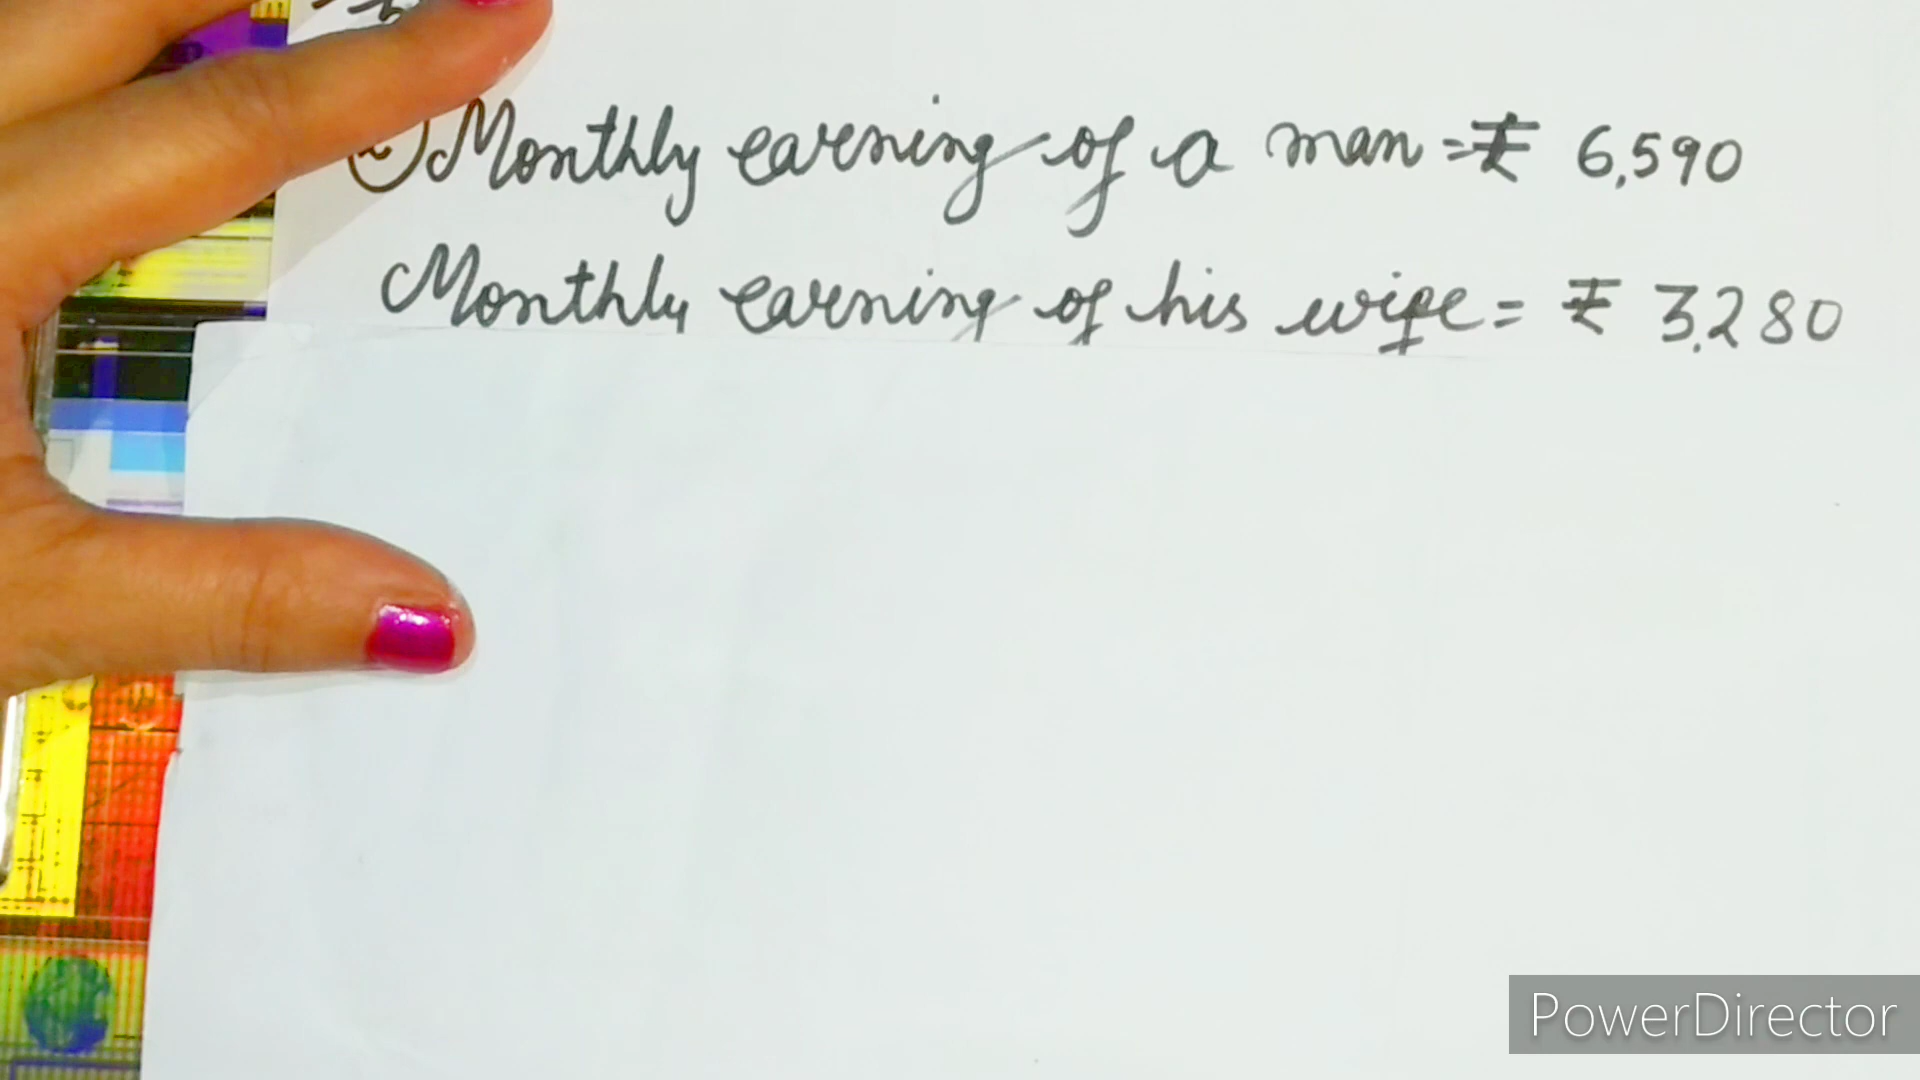 Monthly earning of a man = ₹ 6,590
Monthly earning of his wife = ₹ 3,280
PowerDirector